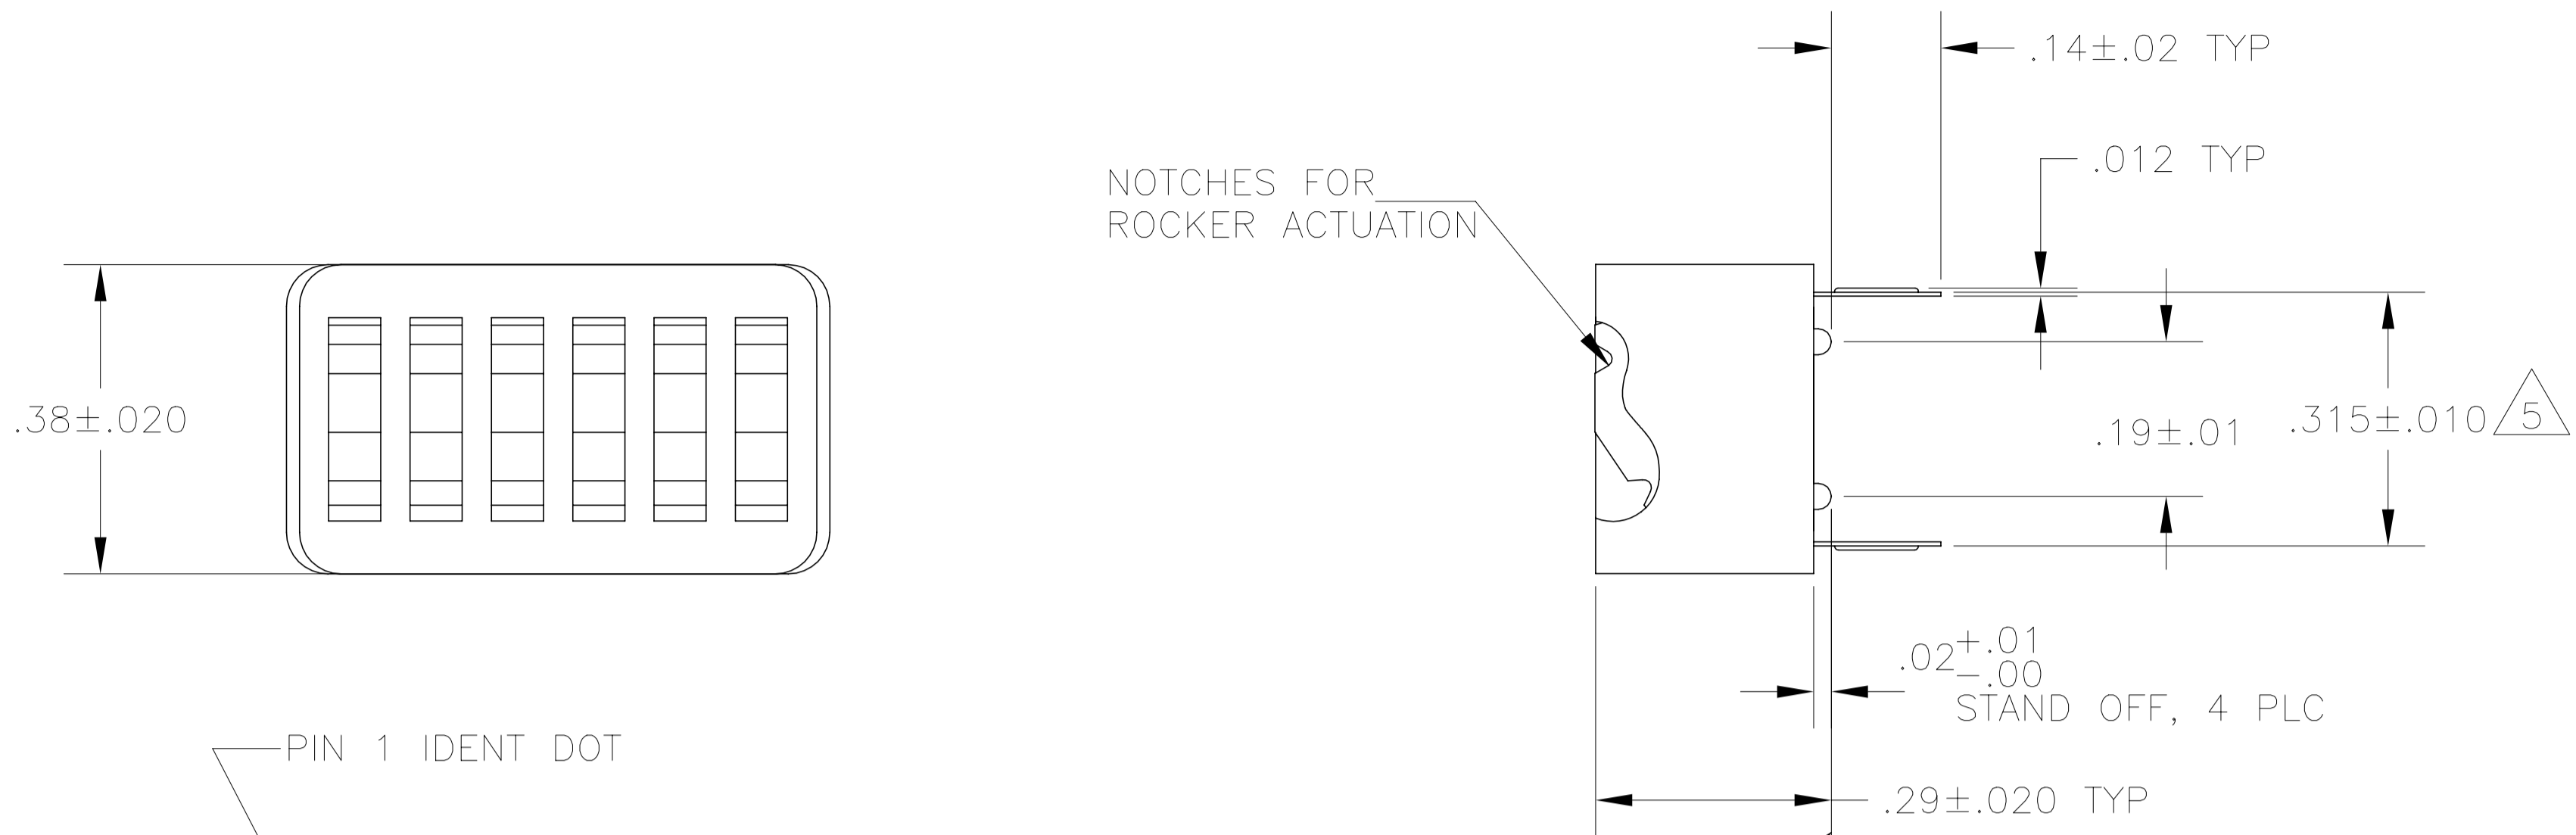 .14±.02 TYP
.012 TYP
NOTCHES FOR
ROCKER ACTUATION
.38±.020
.19±.01
.315±.010 5
.02 +.01
-.00
STAND OFF, 4 PLC
PIN 1 IDENT DOT
.29±.020 TYP